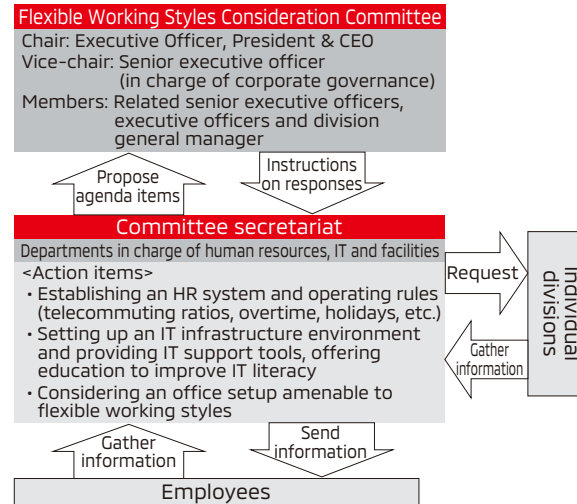 Flexible Working Styles Consideration Committee
Chair: Executive Officer, President & CEO
Vice-chair: Senior executive officer
(in charge of corporate governance)
Members: Related senior executive officers,
executive officers and division
general manager
Propose
agenda items
Instructions
on responses
Committee secretariat
Departments in charge of human resources, IT and facilities
<Action items>
・Establishing an HR system and operating rules
(telecommuting ratios, overtime, holidays, etc.)
・Setting up an IT infrastructure environment
and providing IT support tools, offering
education to improve IT literacy
・Considering an office setup amenable to
flexible working styles
Request
Gather
information
Individual
divisions
Gather
information
Send
information
Employees